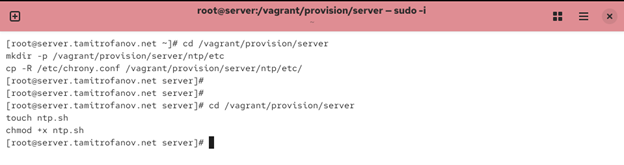 root@server:/vagrant/provision/server — sudo -i
[root@server.tamitrofanov.net ~]# cd /vagrant/provision/server
mkdir -p /vagrant/provision/server/ntp/etc
cp -R /etc/chrony.conf /vagrant/provision/server/ntp/etc/
[root@server.tamitrofanov.net server]#
[root@server.tamitrofanov.net server]#
[root@server.tamitrofanov.net server]# cd /vagrant/provision/server
touch ntp.sh
chmod +x ntp.sh
[root@server.tamitrofanov.net server]#